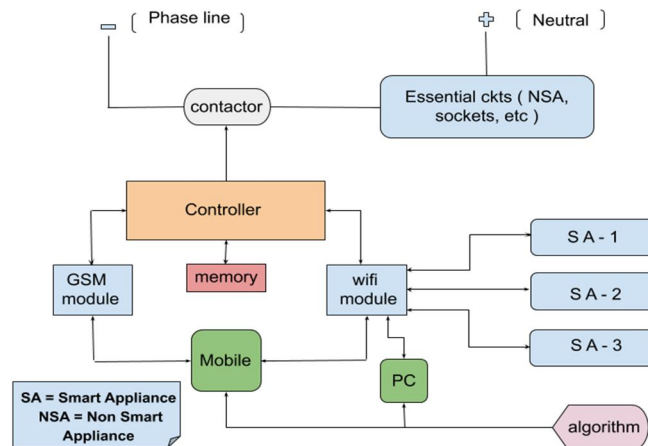 ( Phase line )
( Neutral )
contactor
Essential ckts ( NSA,
sockets, etc )
Controller
GSM
module
memory
wifi
module
S A - 1
S A - 2
S A - 3
Mobile
PC
SA = Smart Appliance
NSA = Non Smart
Appliance
algorithm